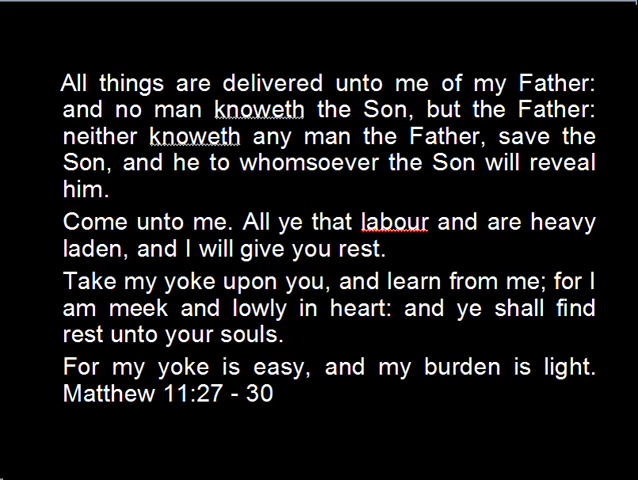 All things are delivered unto me of my Father:
and no man knoweth the Son, but the Father:
neither knoweth any man the Father, save the
Son, and he to whomsoever the Son will reveal
him.
Come unto me. All ye that labour and are heavy
laden, and I will give you rest.
Take my yoke upon you, and learn from me; for I
am meek and lowly in heart: and ye shall find
rest unto your souls.
For my yoke is easy, and my burden is light.
Matthew 11:27 - 30